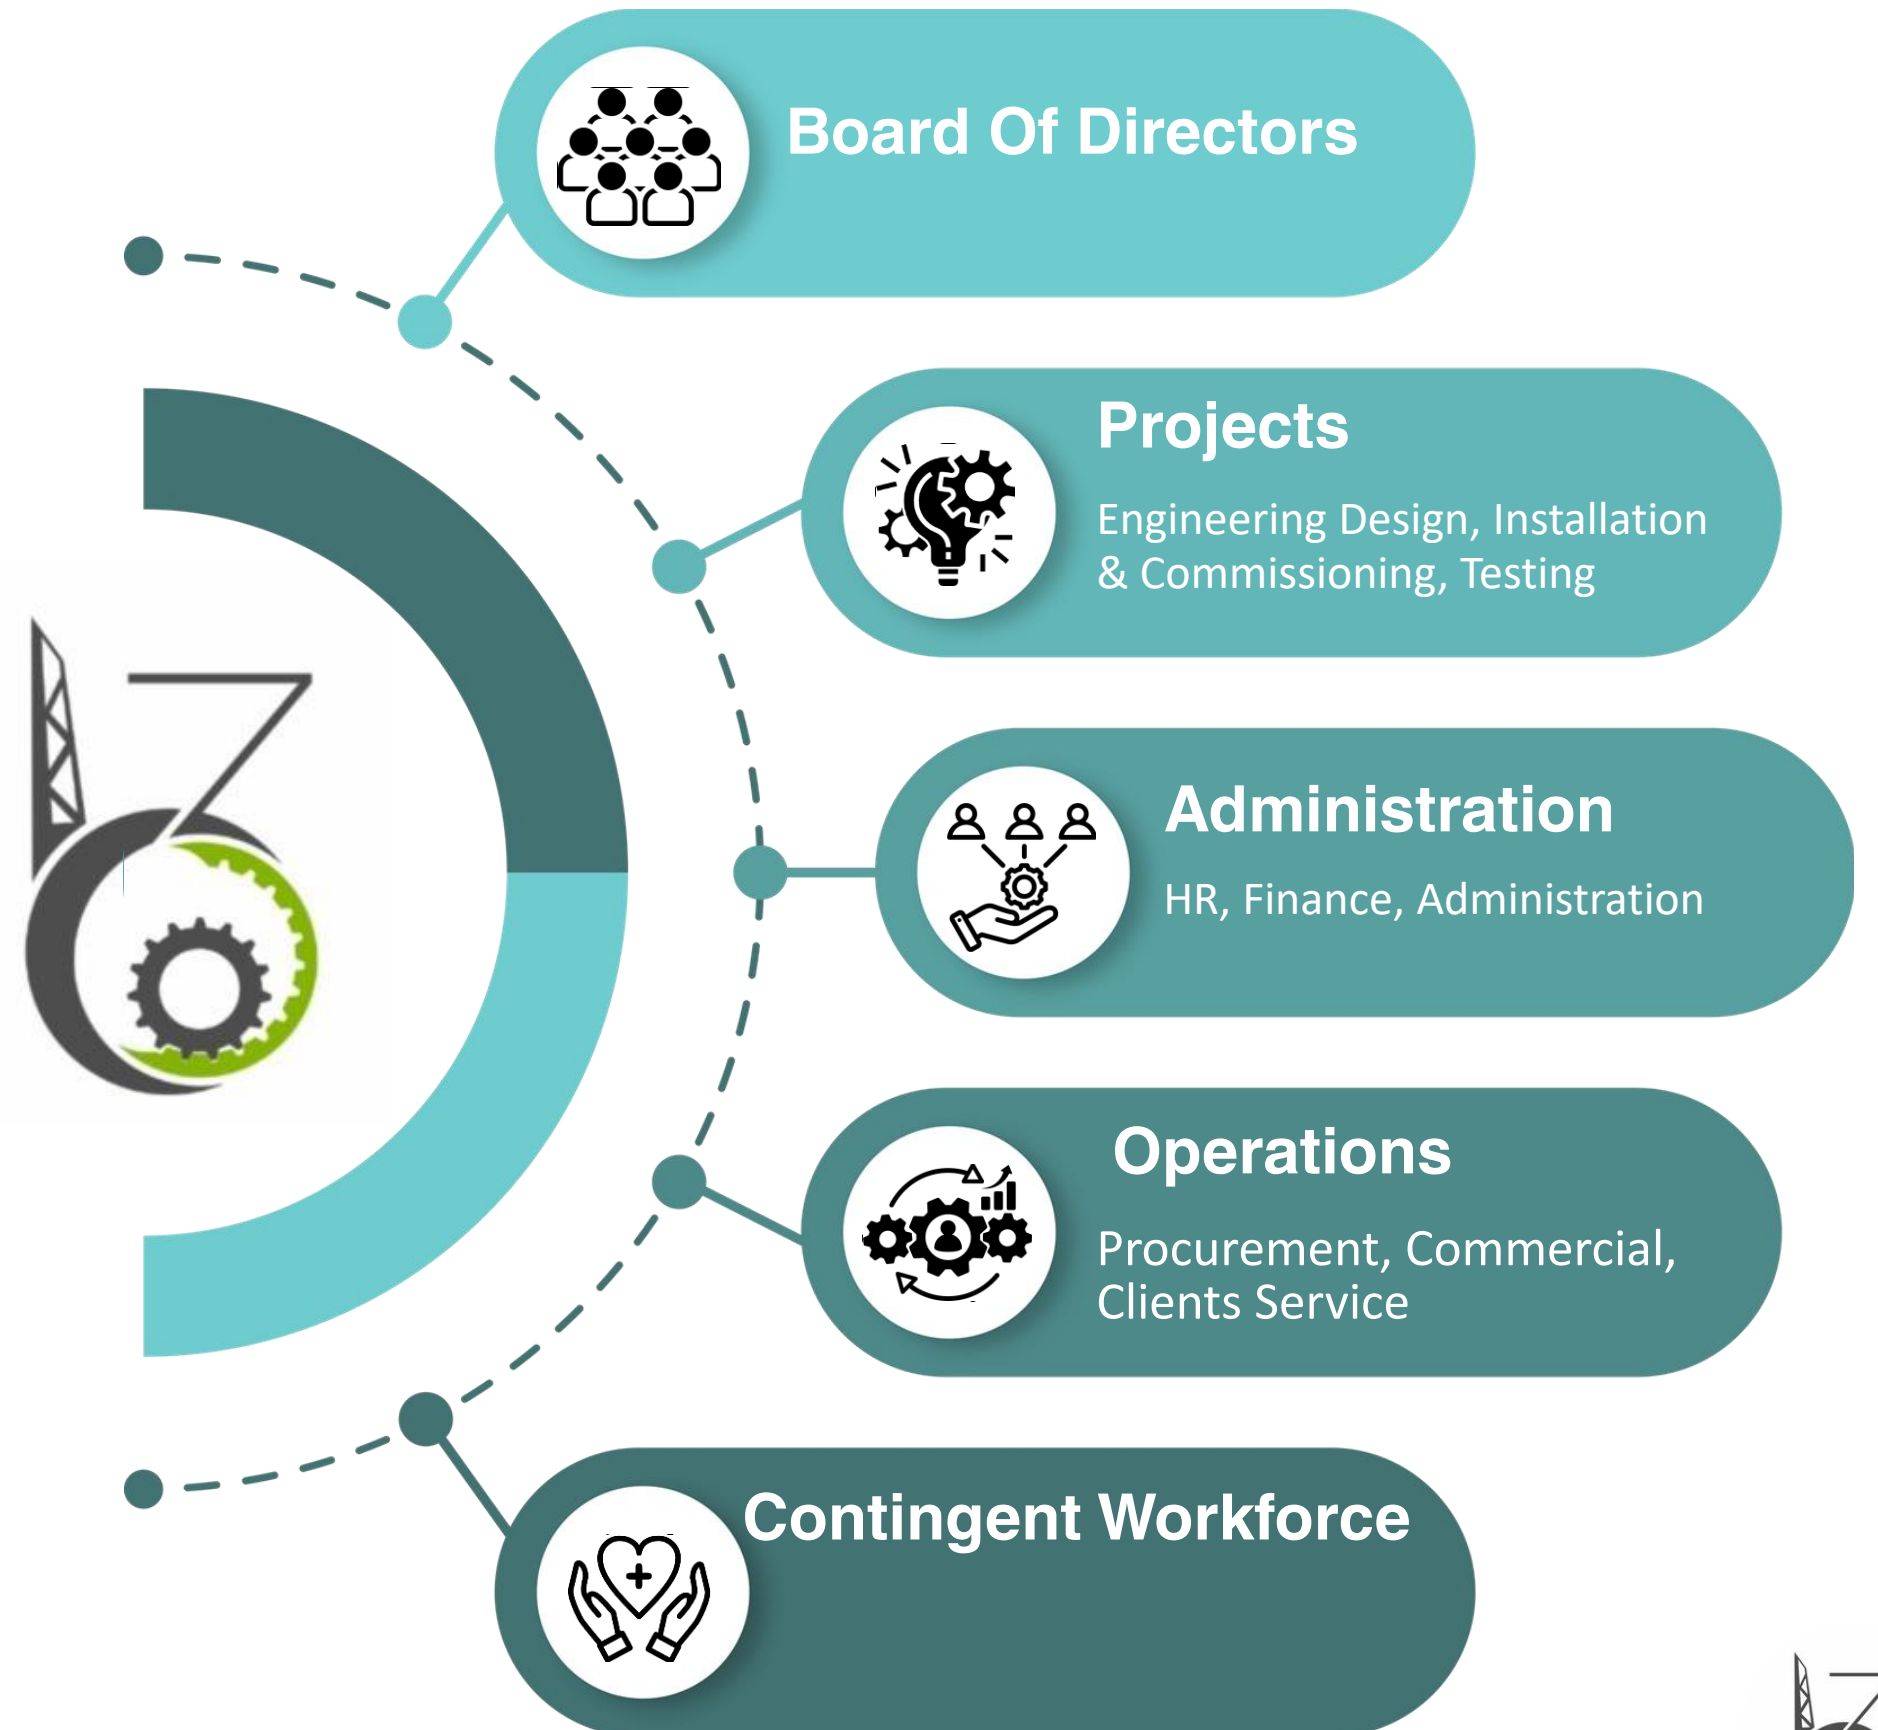 Board Of Directors
Projects
Engineering Design, Installation
& Commissioning, Testing
Administration
HR, Finance, Administration
Operations
Procurement, Commercial,
Clients Service
Contingent Workforce